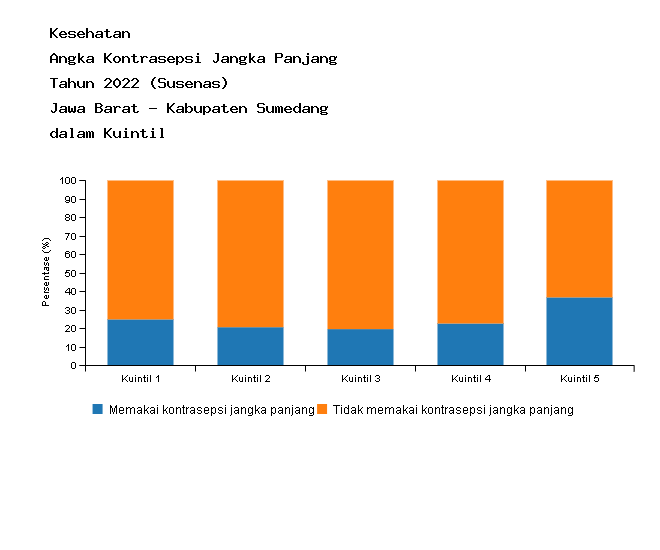 Kesehatan
Angka Kontrasepsi Jangka Panjang
Tahun 2022 (Susenas)
Jawa Barat - Kabupaten Sumedang
dalam Kuintil
100
90
80
70
60
50
40
30
20
10
0
Persentase (%)
Kuintil 1 Kuintil 2 Kuintil 3 Kuintil 4 Kuintil 5
Memakai kontrasepsi jangka panjang Tidak memakai kontrasepsi jangka panjang